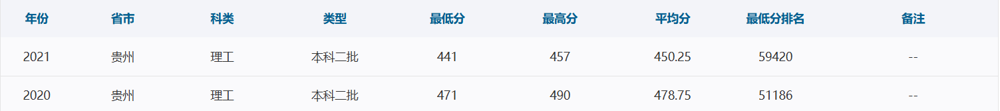 年份 省市 科类 类型 最低分 最高分 平均分 最低分排名 备注
2021 贵州 理工 本科二批 441 457 450.25 59420 --
2020 贵州 理工 本科二批 471 490 478.75 51186 --